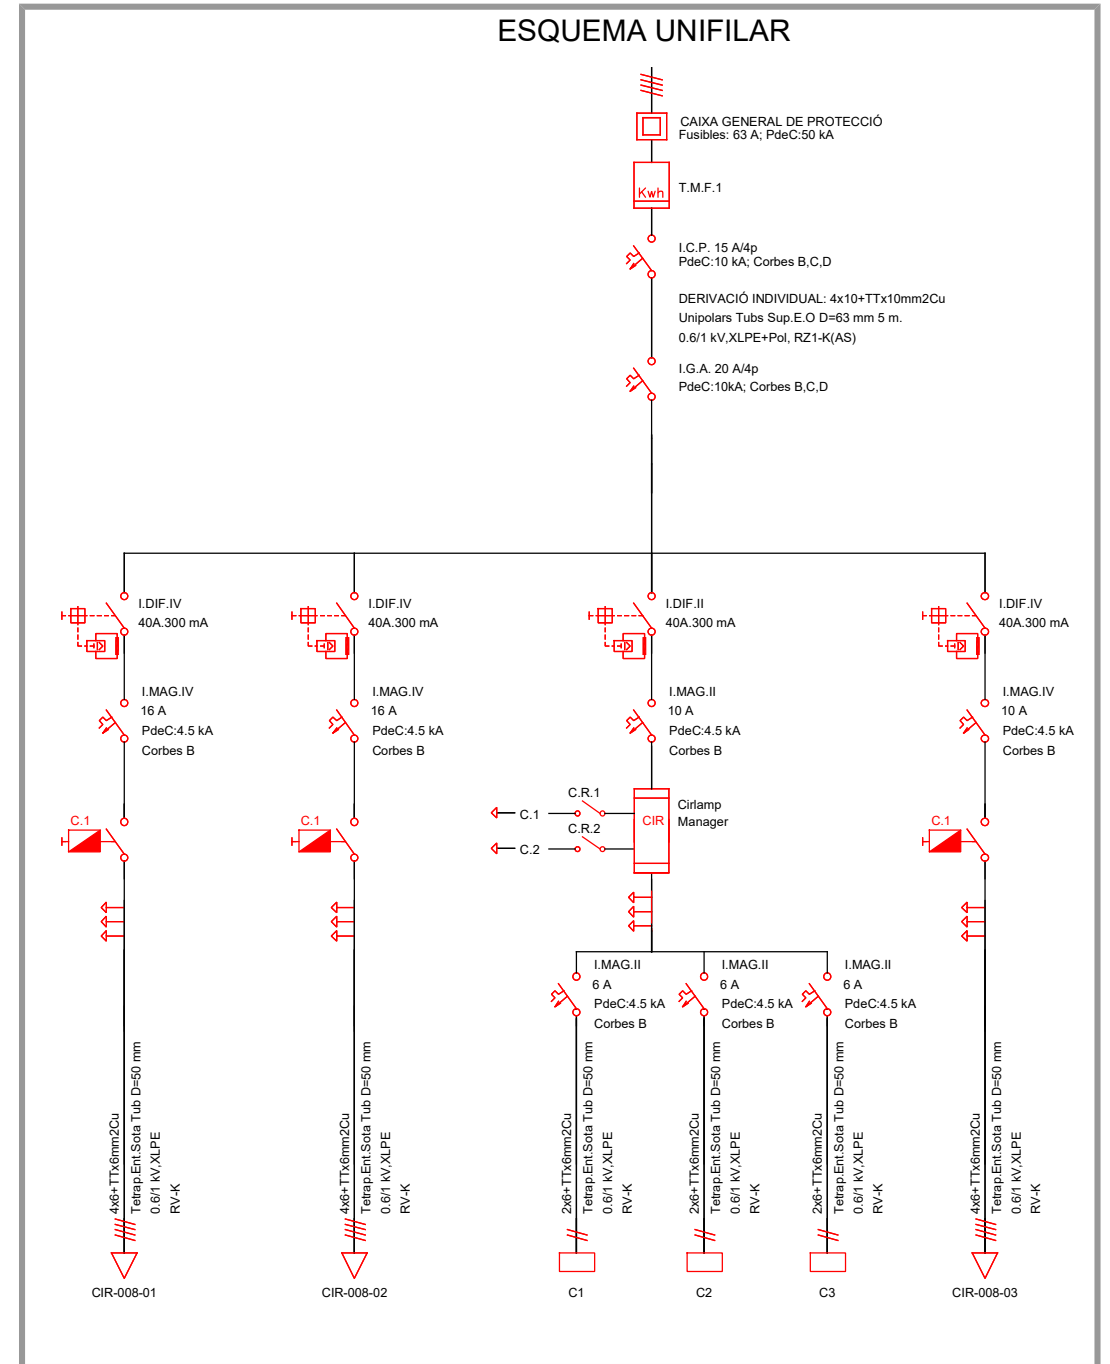 ESQUEMA UNIFILAR
CAIXA GENERAL DE PROTECCIÓ
Fusibles: 63 A; PdeC:50 kA
Kwh
T.M.F.1
I.C.P. 15 A/4p
PdeC:10 kA; Corbes B,C,D
DERIVACIÓ INDIVIDUAL: 4x10+TTx10mm2Cu
Unipolars Tubs Sup.E.O D=63 mm 5 m.
0.6/1 kV,XLPE+Pol, RZ1-K(AS)
I.G.A. 20 A/4p
PdeC:10kA; Corbes B,C,D
I.DIF.IV
40A.300 mA
I.MAG.IV
16 A
PdeC:4.5 kA
Corbes B
C.1
4x6+TTx6mm2Cu
Tetrap.Ent.Sota Tub D=50 mm
0.6/1 kV,XLPE
RV-K
CIR-008-01
I.DIF.IV
40A.300 mA
I.MAG.IV
16 A
PdeC:4.5 kA
Corbes B
C.1
4x6+TTx6mm2Cu
Tetrap.Ent.Sota Tub D=50 mm
0.6/1 kV,XLPE
RV-K
CIR-008-02
I.DIF.II
40A.300 mA
I.MAG.II
10 A
PdeC:4.5 kA
Corbes B
C.R.1
C.1
C.R.2
C.2
CIR
Cirlamp
Manager
I.MAG.II
6 A
PdeC:4.5 kA
Corbes B
2x6+TTx6mm2Cu
Tetrap.Ent.Sota Tub D=50 mm
0.6/1 kV,XLPE
RV-K
C1
I.MAG.II
6 A
PdeC:4.5 kA
Corbes B
2x6+TTx6mm2Cu
Tetrap.Ent.Sota Tub D=50 mm
0.6/1 kV,XLPE
RV-K
C2
I.MAG.II
6 A
PdeC:4.5 kA
Corbes B
2x6+TTx6mm2Cu
Tetrap.Ent.Sota Tub D=50 mm
0.6/1 kV,XLPE
RV-K
C3
I.DIF.IV
40A.300 mA
I.MAG.IV
10 A
PdeC:4.5 kA
Corbes B
C.1
4x6+TTx6mm2Cu
Tetrap.Ent.Sota Tub D=50 mm
0.6/1 kV,XLPE
RV-K
CIR-008-03